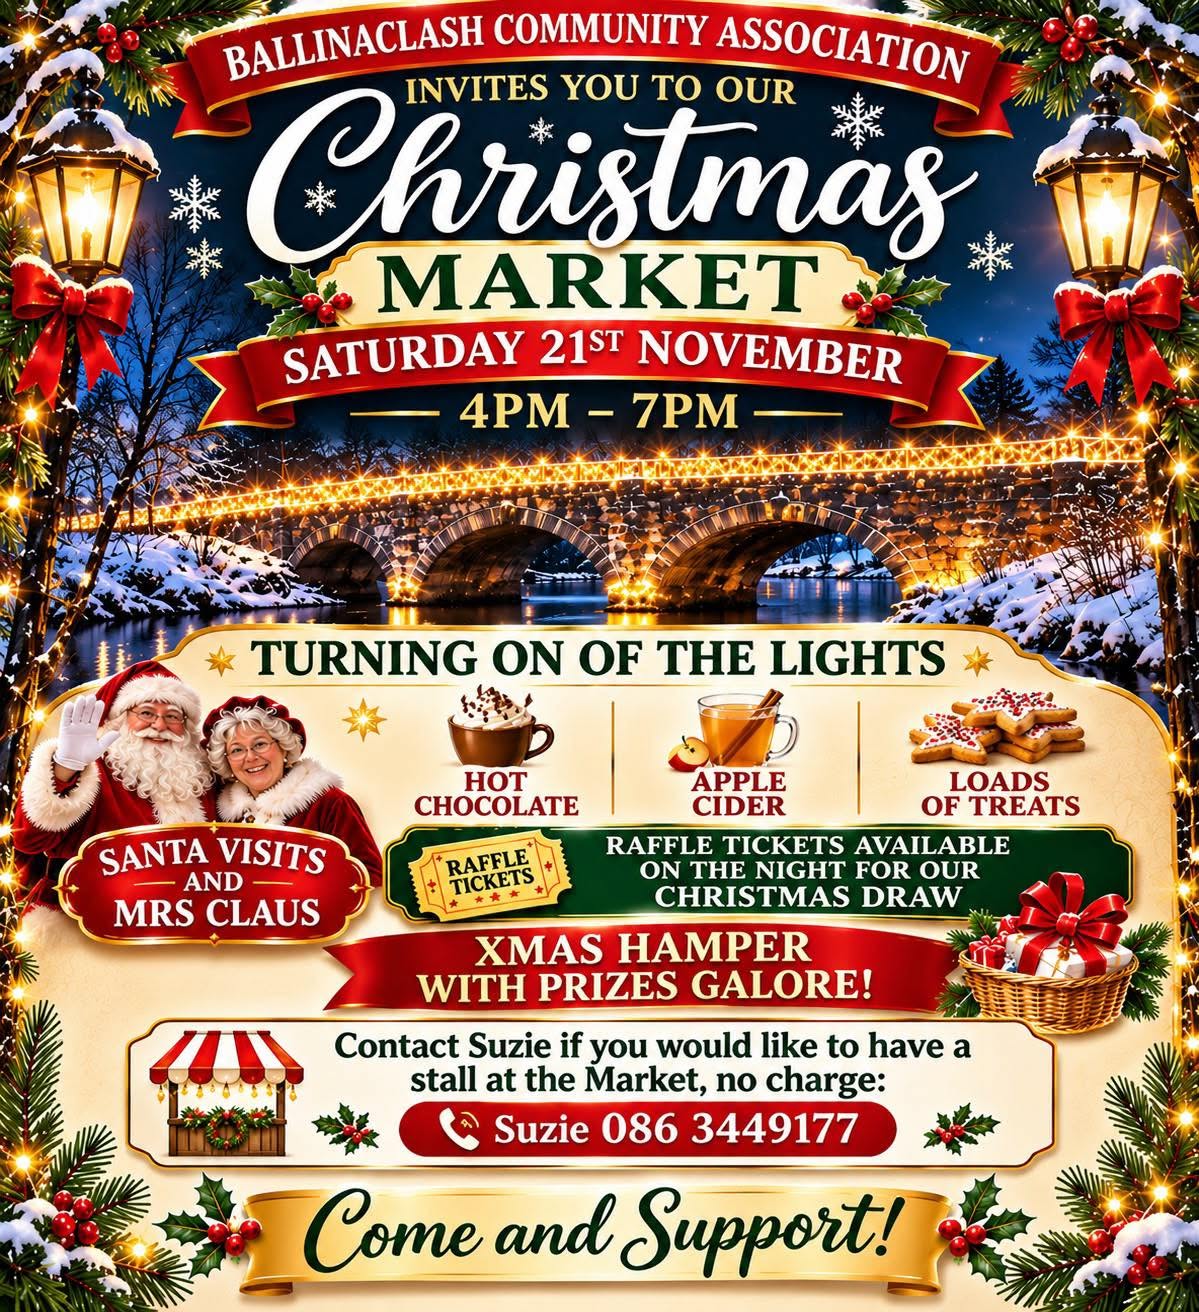 BALLINACLASH COMMUNITY ASSOCIATION
INVITES YOU TO OUR
Christmas
MARKET
SATURDAY 21ST NOVEMBER
4PM – 7PM
TURNING ON OF THE LIGHTS
HOT
CHOCOLATE
APPLE
CIDER
LOADS
OF TREATS
SANTA VISITS
AND
MRS CLAUS
RAFFLE
TICKETS
RAFFLE TICKETS AVAILABLE
ON THE NIGHT FOR OUR
CHRISTMAS DRAW
XMAS HAMPER
WITH PRIZES GALORE!
Contact Suzie if you would like to have a
stall at the Market, no charge:
Suzie 086 3449177
Come and Support!